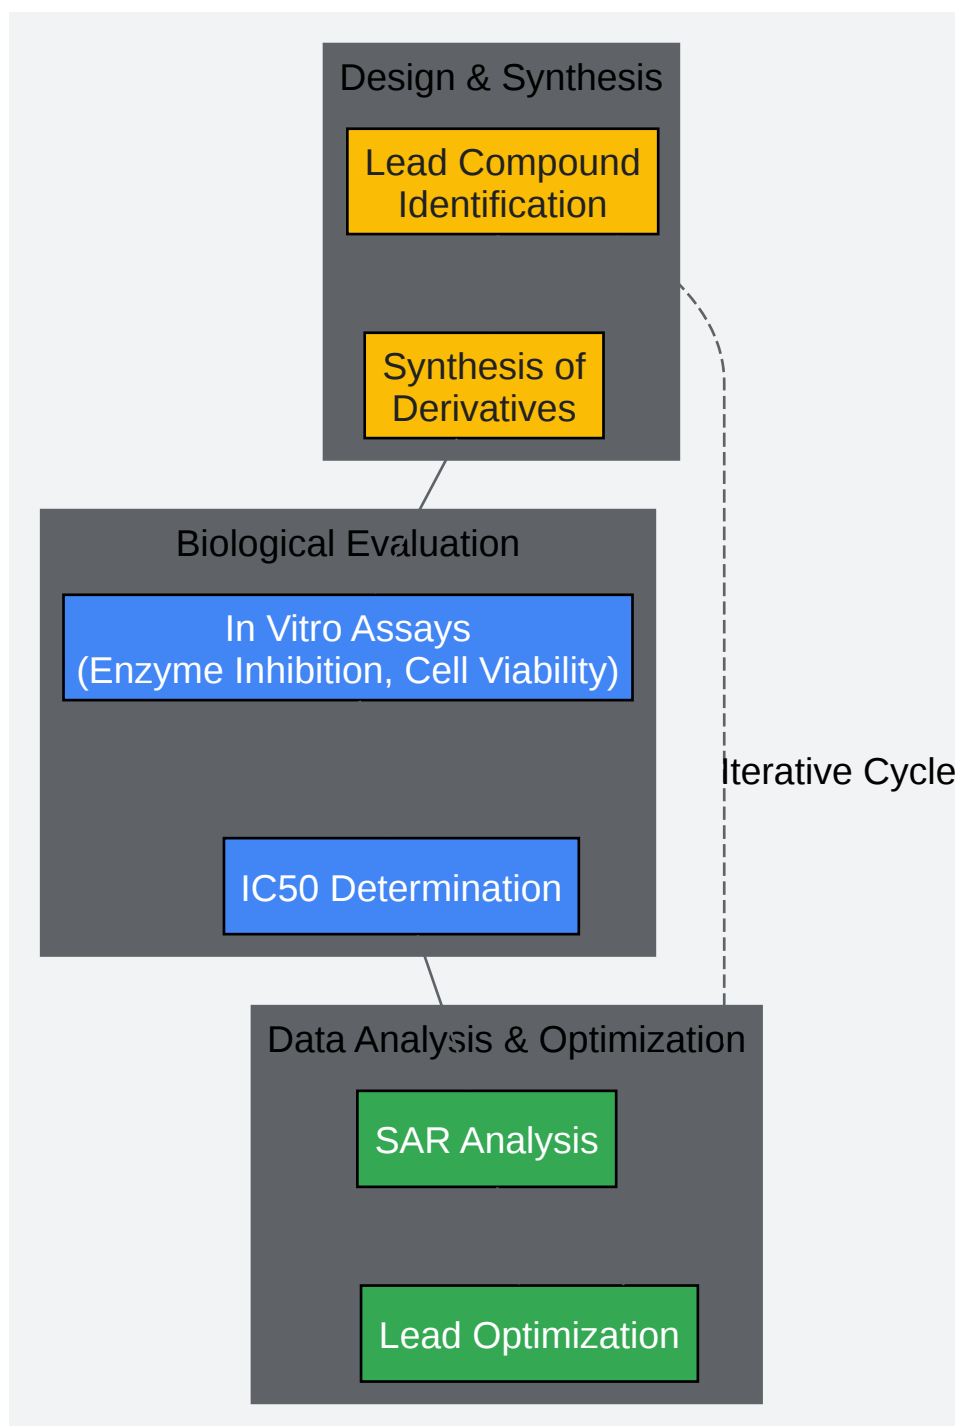 Design & Synthesis
Lead Compound
Identification
Synthesis of
Derivatives
Biological Evaluation
In Vitro Assays
(Enzyme Inhibition, Cell Viability)
Iterative Cycle
IC50 Determination
Data Analysis & Optimization
SAR Analysis
Lead Optimization